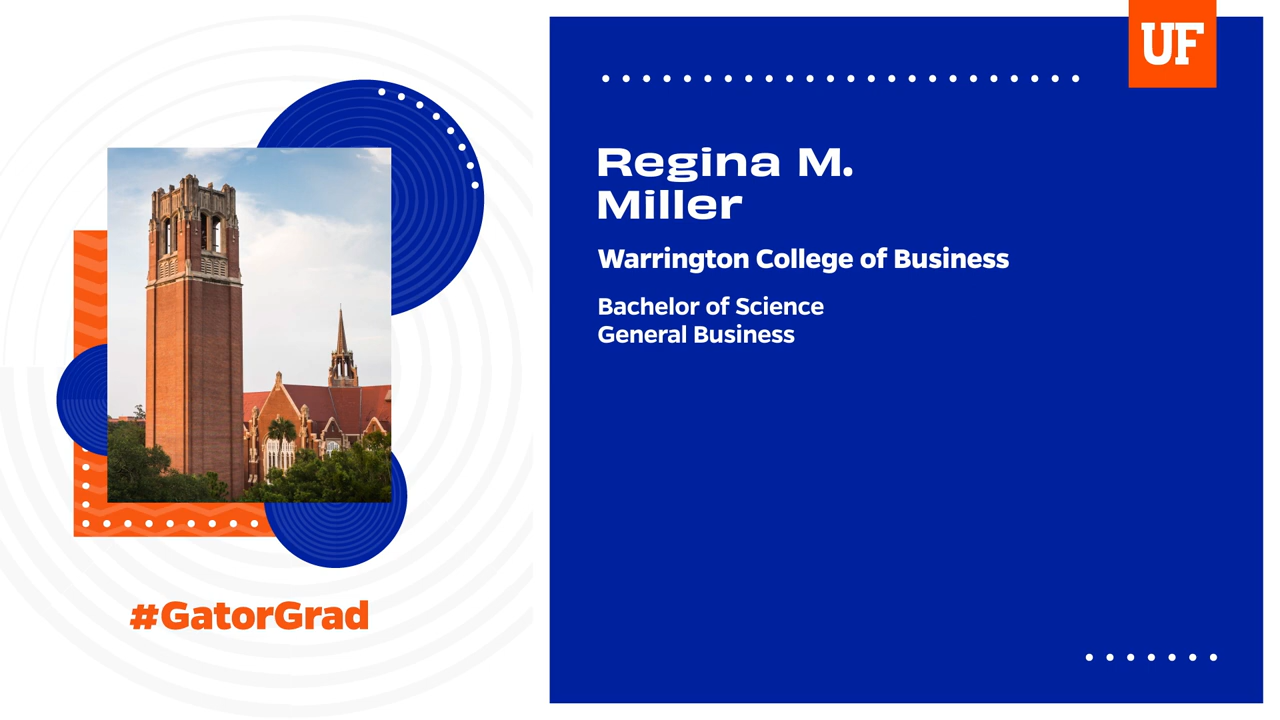 UF
Regina M.
Miller
Warrington College of Business
Bachelor of Science
General Business
#GatorGrad